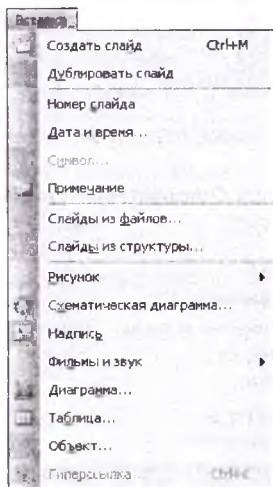 Вставка
Создать слайд Ctrl+M
Дублировать слайд
Номер слайда
Дата и время...
Символ...
Примечание
Слайды из файлов...
Слайды из структуры...
Рисунок
Схематическая диаграмма...
Надпись
Фильмы и звук
Диаграмма...
Таблица...
Объект...
Гиперссылка...